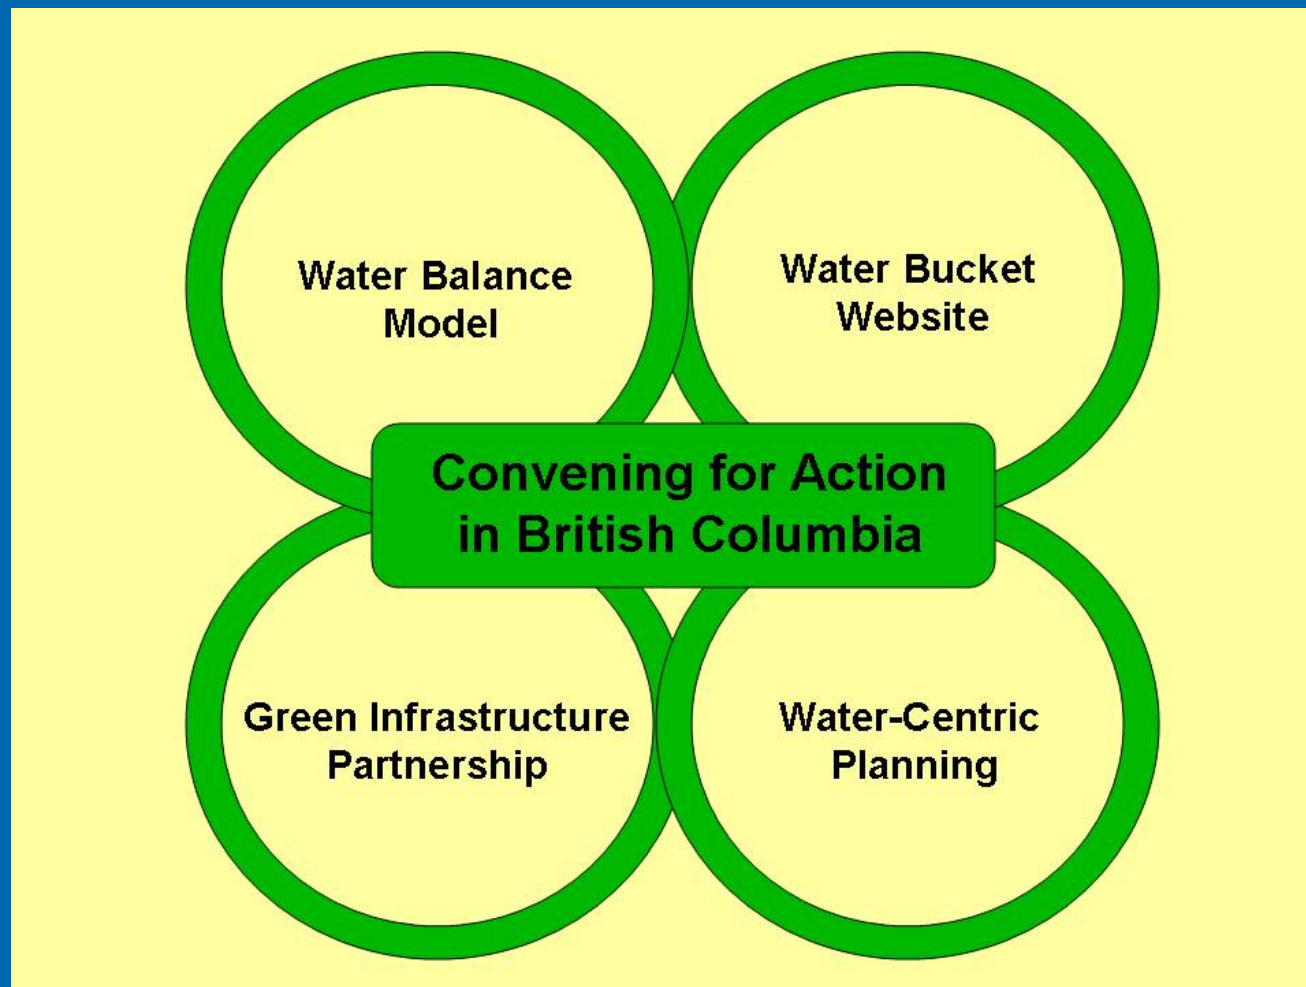 Water Balance
Model
Water Bucket
Website
Convening for Action
in British Columbia
Green Infrastructure
Partnership
Water-Centric
Planning